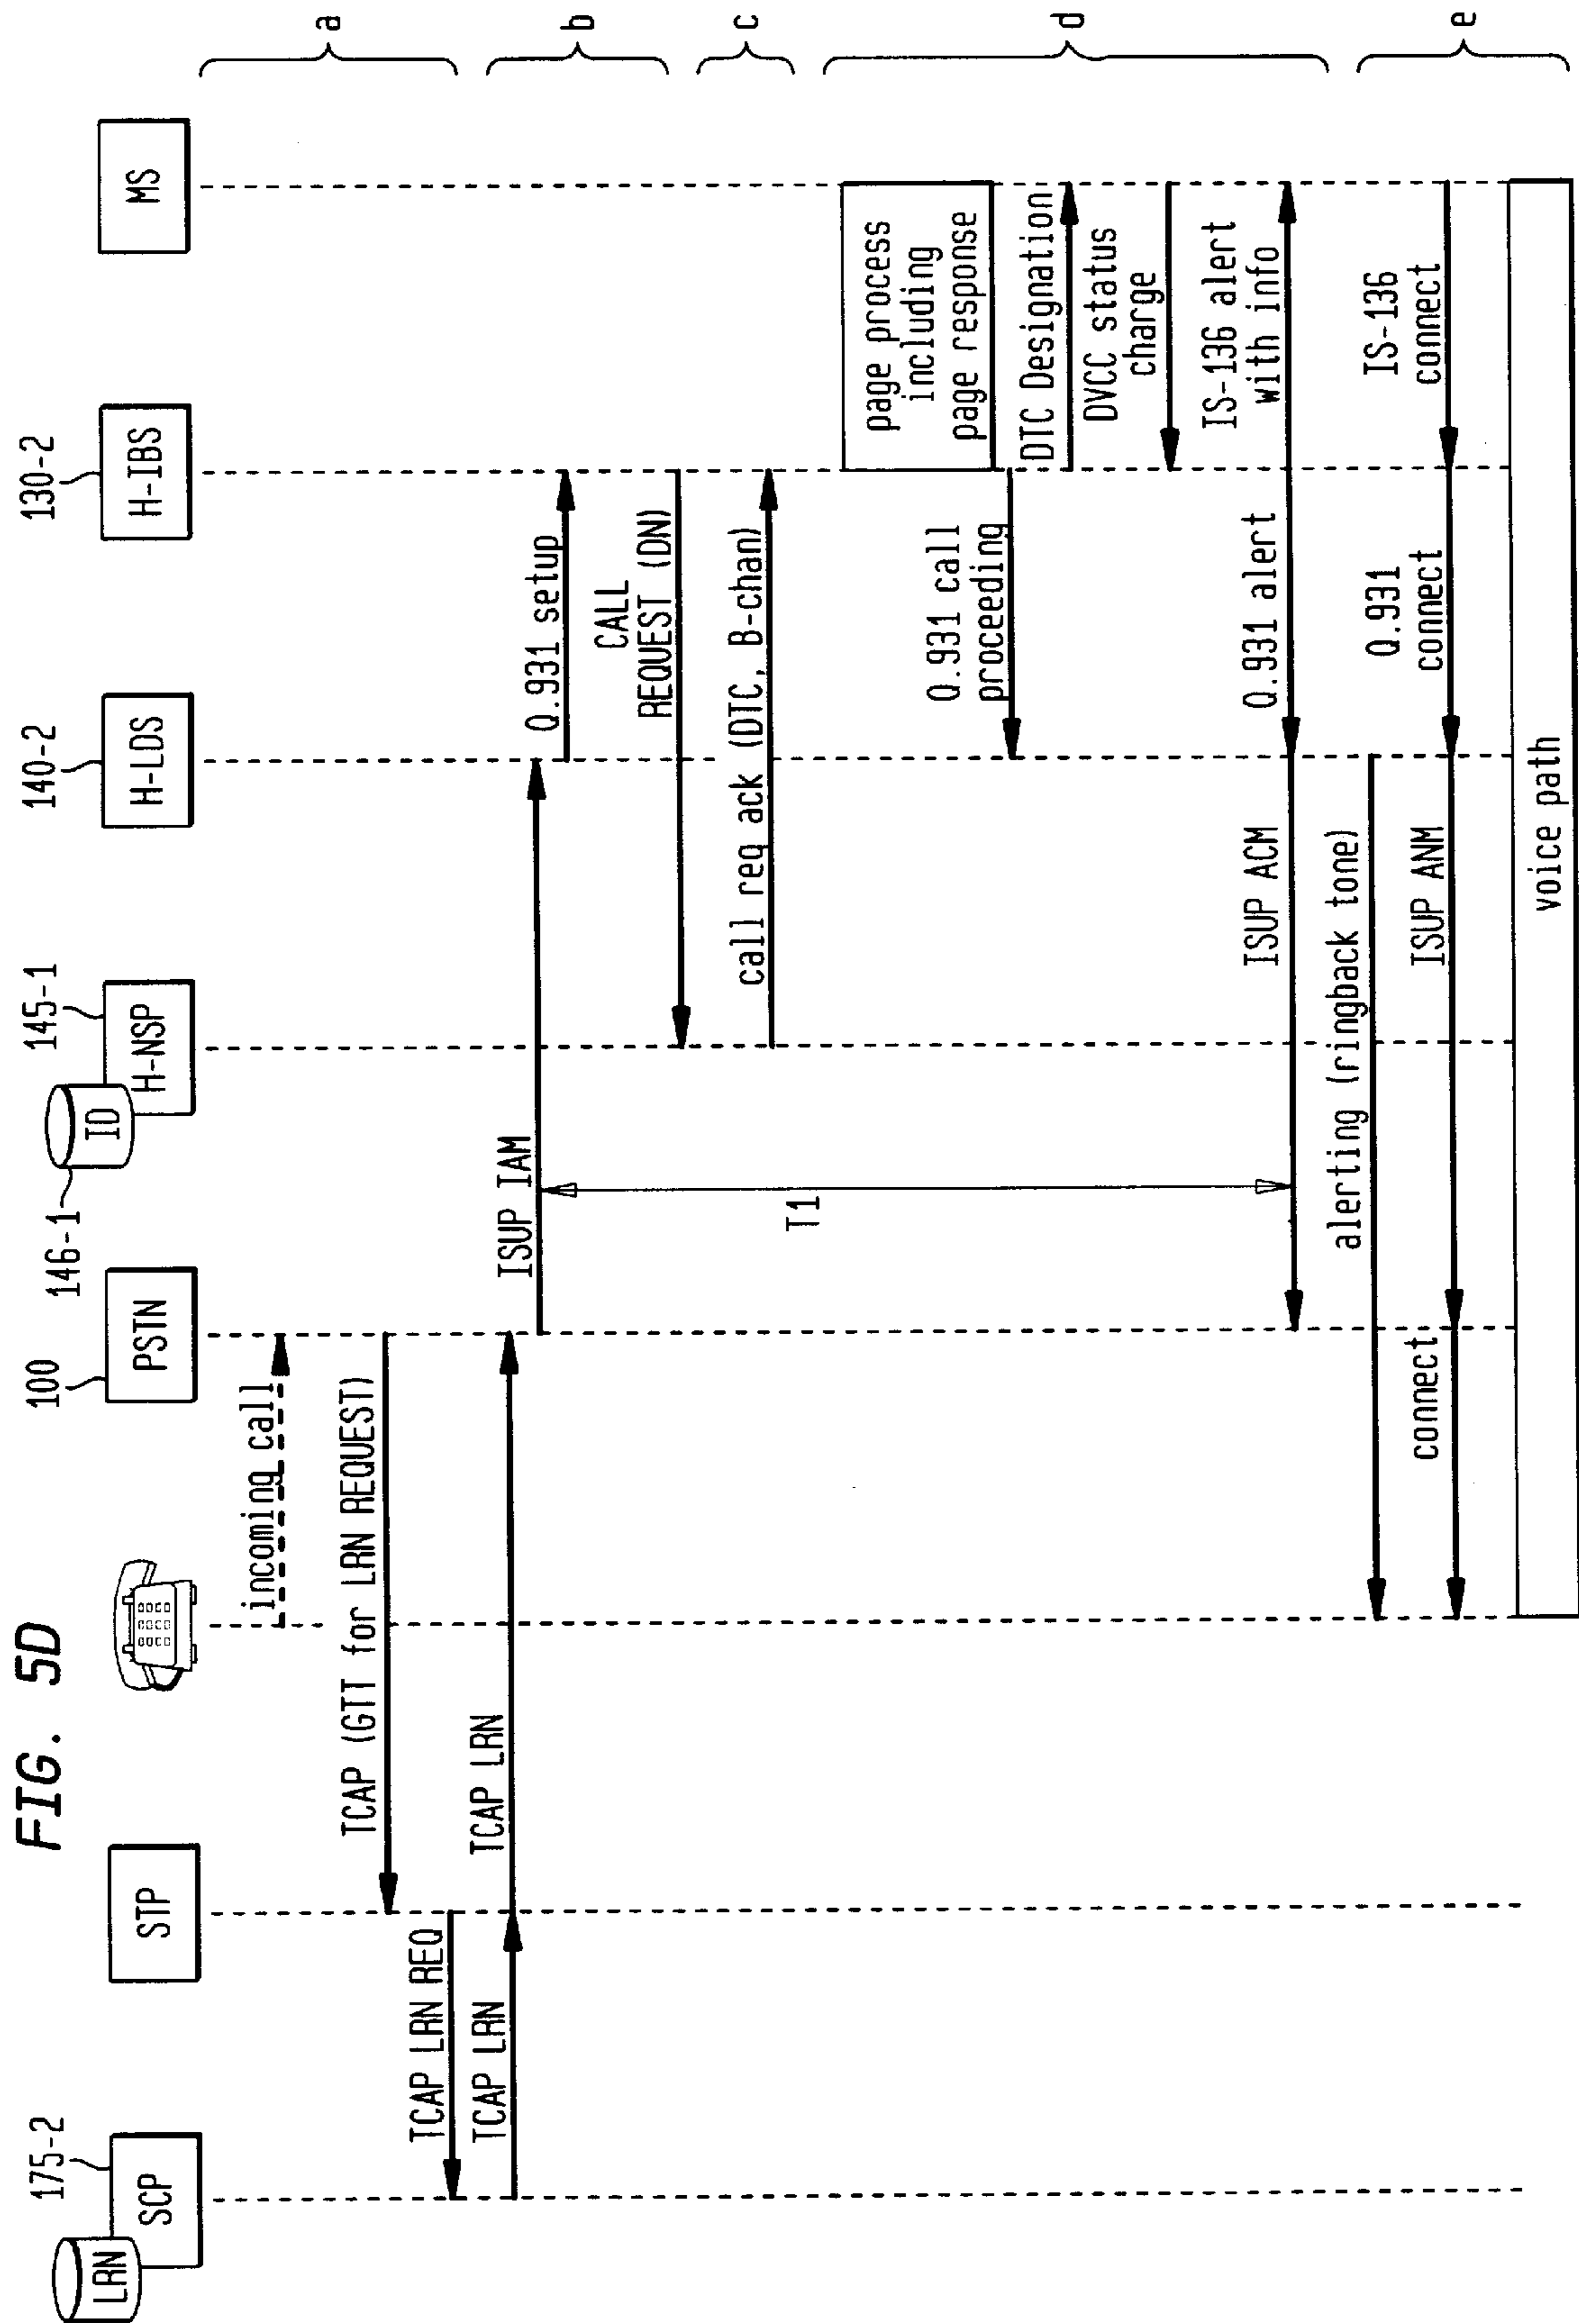 FIG. 5D
175-2
LRN
SCP
STP
100
PSTN
146-1
ID
145-1
H-NSP
140-2
H-LDS
130-2
H-IBS
MS
incoming call
TCAP (GTT for LRN REQUEST)
a
TCAP LRN REQ
TCAP LRN
TCAP LRN
ISUP IAM
Q.931 setup
b
CALL
REQUEST (DN)
call req ack (DTC, B-chan)
c
T1
page process
including
page response
Q.931 call
proceeding
DTC Designation
DVCC status
charge
d
ISUP ACM
Q.931 alert
IS-136 alert
with info
alerting (ringback tone)
connect
ISUP ANM
Q.931
connect
IS-136
connect
e
voice path